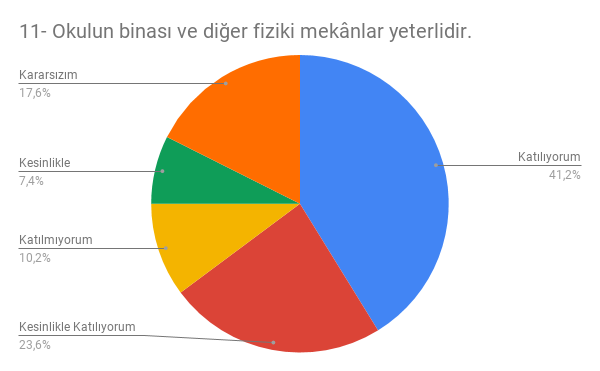 11- Okulun binası ve diğer fiziki mekânlar yeterlidir.
Kararsızım
17,6%
Katılıyorum
41,2%
Kesinlikle
7,4%
Katılmıyorum
10,2%
Kesinlikle Katılıyorum
23,6%